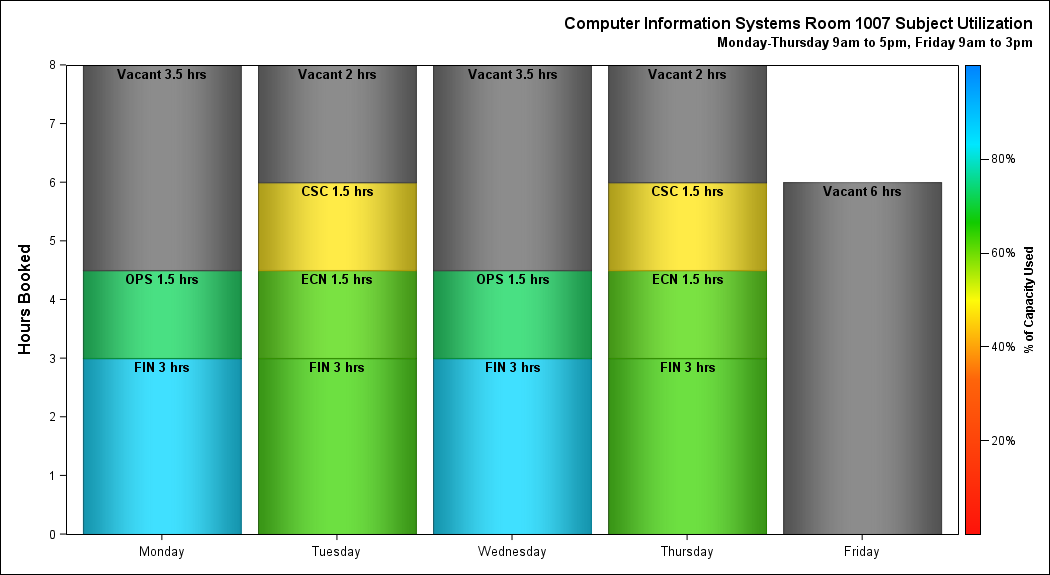 Computer Information Systems Room 1007 Subject Utilization
Monday-Thursday 9am to 5pm, Friday 9am to 3pm
Hours Booked
8
7
6
5
4
3
2
1
0
Vacant 3.5 hrs
OPS 1.5 hrs
FIN 3 hrs
Vacant 2 hrs
CSC 1.5 hrs
ECN 1.5 hrs
FIN 3 hrs
Vacant 3.5 hrs
OPS 1.5 hrs
FIN 3 hrs
Vacant 2 hrs
CSC 1.5 hrs
ECN 1.5 hrs
FIN 3 hrs
Vacant 6 hrs
Monday
Tuesday
Wednesday
Thursday
Friday
80%
60%
40%
20%
% of Capacity Used